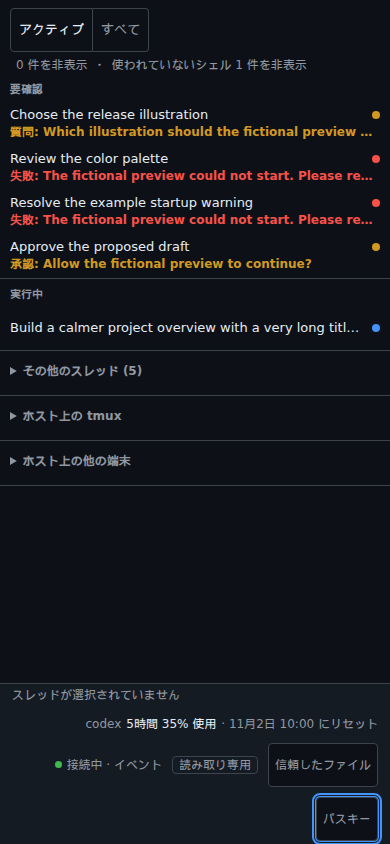 アクティブ すべて
0 件を非表示 ・ 使われていないシェル 1 件を非表示
要確認
Choose the release illustration
質問: Which illustration should the fictional preview …
Review the color palette
失敗: The fictional preview could not start. Please re…
Resolve the example startup warning
失敗: The fictional preview could not start. Please re…
Approve the proposed draft
承認: Allow the fictional preview to continue?
実行中
Build a calmer project overview with a very long titl…
▶ その他のスレッド (5)
▶ ホスト上の tmux
▶ ホスト上の他の端末
スレッドが選択されていません
codex 5時間 35% 使用 · 11月2日 10:00 にリセット
接続中 · イベント 読み取り専用 信頼したファイル
パスキー